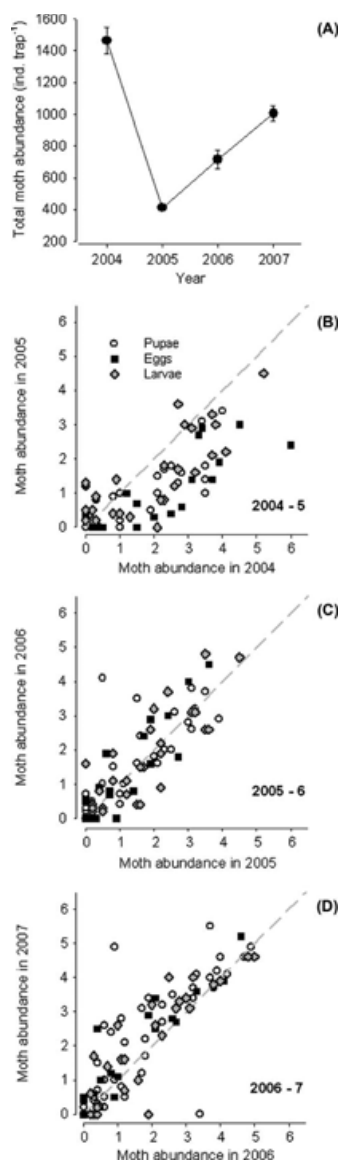 (A)
Total moth abundance (ind. trap⁻¹)
1600
1400
1200
1000
800
600
400
200
2004 2005 2006 2007
Year
(B)
Moth abundance in 2005
6
5
4
3
2
1
0
Pupae
Eggs
Larvae
2004 - 5
0 1 2 3 4 5 6
Moth abundance in 2004
(C)
Moth abundance in 2006
6
5
4
3
2
1
0
2005 - 6
0 1 2 3 4 5 6
Moth abundance in 2005
(D)
Moth abundance in 2007
6
5
4
3
2
1
0
2006 - 7
0 1 2 3 4 5 6
Moth abundance in 2006